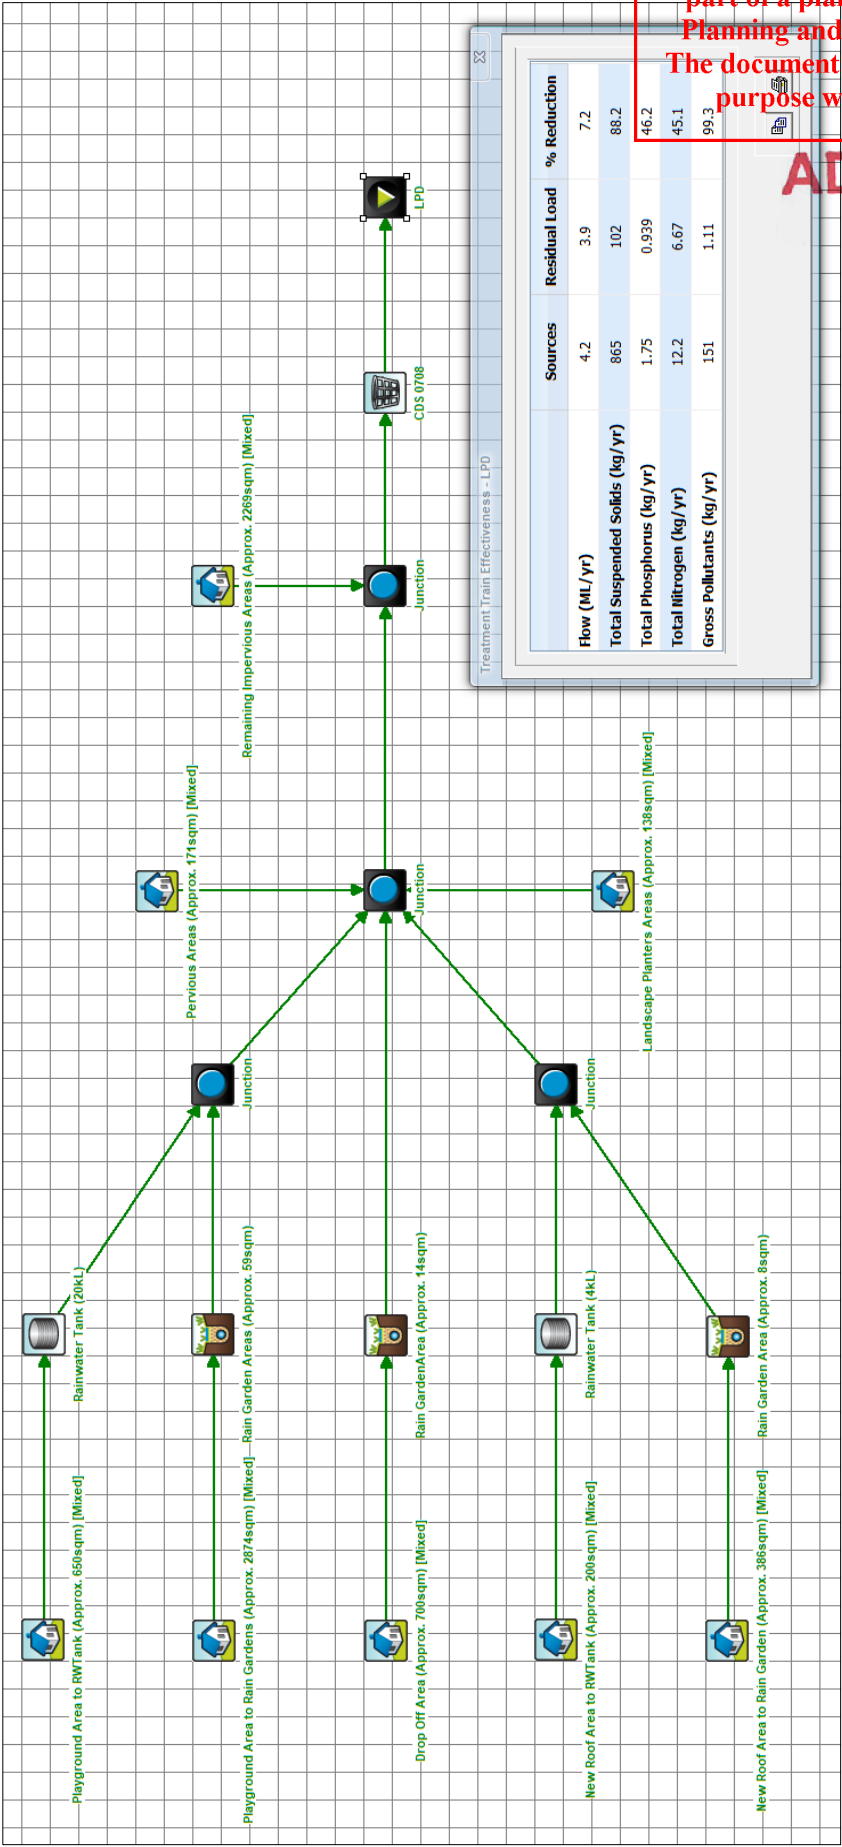 part of a plan
Planning and
The document
purpose w
AD
Playground Area to RWTank (Approx. 650sqm) [Mixed]
Rainwater Tank (20kL)
Playground Area to Rain Gardens (Approx. 2874sqm) [Mixed]
Rain Garden Areas (Approx. 59sqm)
Junction
Pervious Areas (Approx. 171sqm) [Mixed]
Remaining Impervious Areas (Approx. 2269sqm) [Mixed]
Drop Off Area (Approx. 700sqm) [Mixed]
Rain GardenArea (Approx. 14sqm)
Junction
Junction
CDS 0708
LPD
New Roof Area to RWTank (Approx. 200sqm) [Mixed]
Rainwater Tank (4kL)
Junction
Landscape Planters Areas (Approx. 138sqm) [Mixed]
New Roof Area to Rain Garden (Approx. 386sqm) [Mixed]
Rain Garden Area (Approx. 8sqm)
Treatment Train Effectiveness - LPD
Sources Residual Load % Reduction
Flow (ML/yr) 4.2 3.9 7.2
Total Suspended Solids (kg/yr) 865 102 88.2
Total Phosphorus (kg/yr) 1.75 0.939 46.2
Total Nitrogen (kg/yr) 12.2 6.67 45.1
Gross Pollutants (kg/yr) 151 1.11 99.3